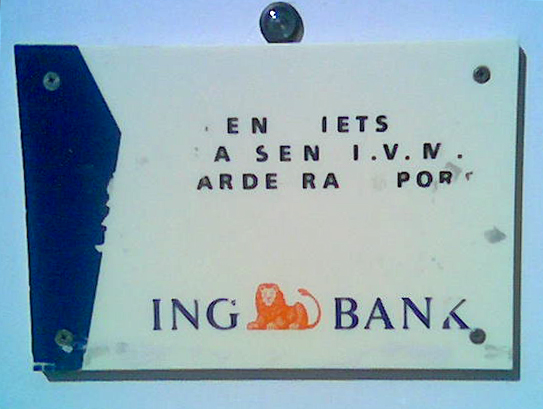 EN IETS
A SEN I.V.M.
ARDE RA POR
ING BANK